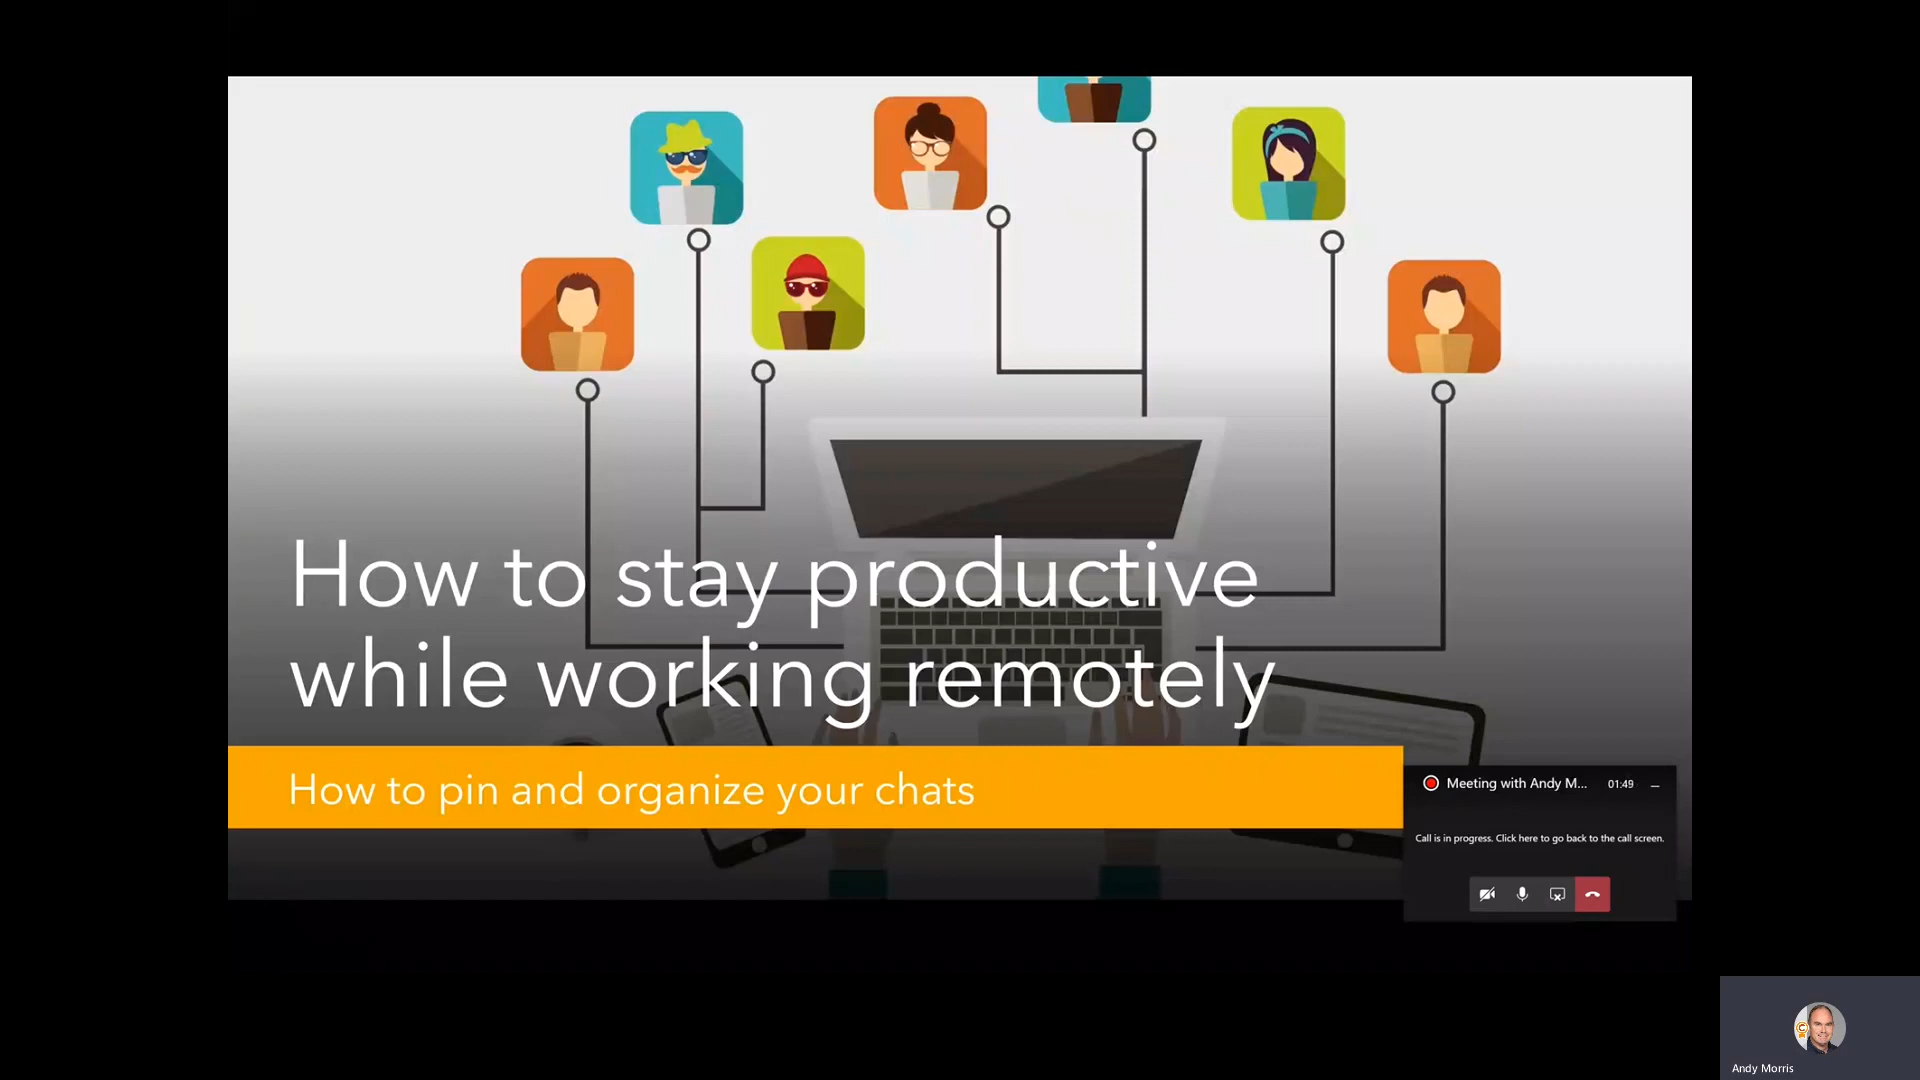 How to stay productive
while working remotely
How to pin and organize your chats
Meeting with Andy M... 01:49
Call is in progress. Click here to go back to the call screen.
Andy Morris